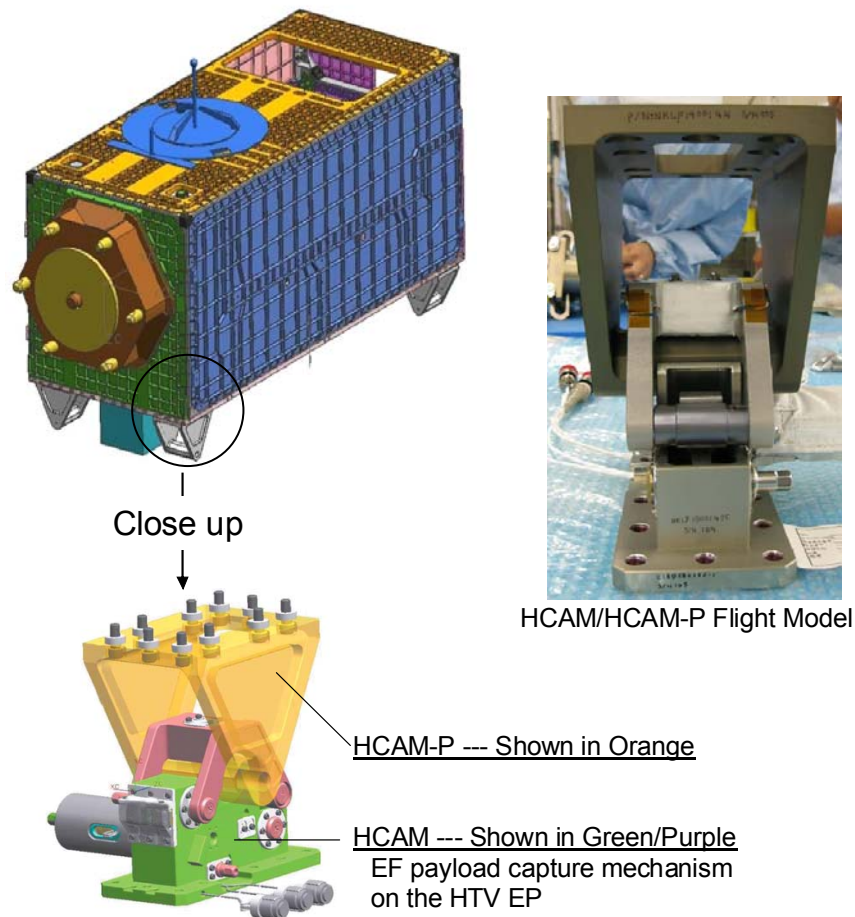 Close up
HCAM/HCAM-P Flight Model
HCAM-P --- Shown in Orange
HCAM --- Shown in Green/Purple
EF payload capture mechanism
on the HTV EP